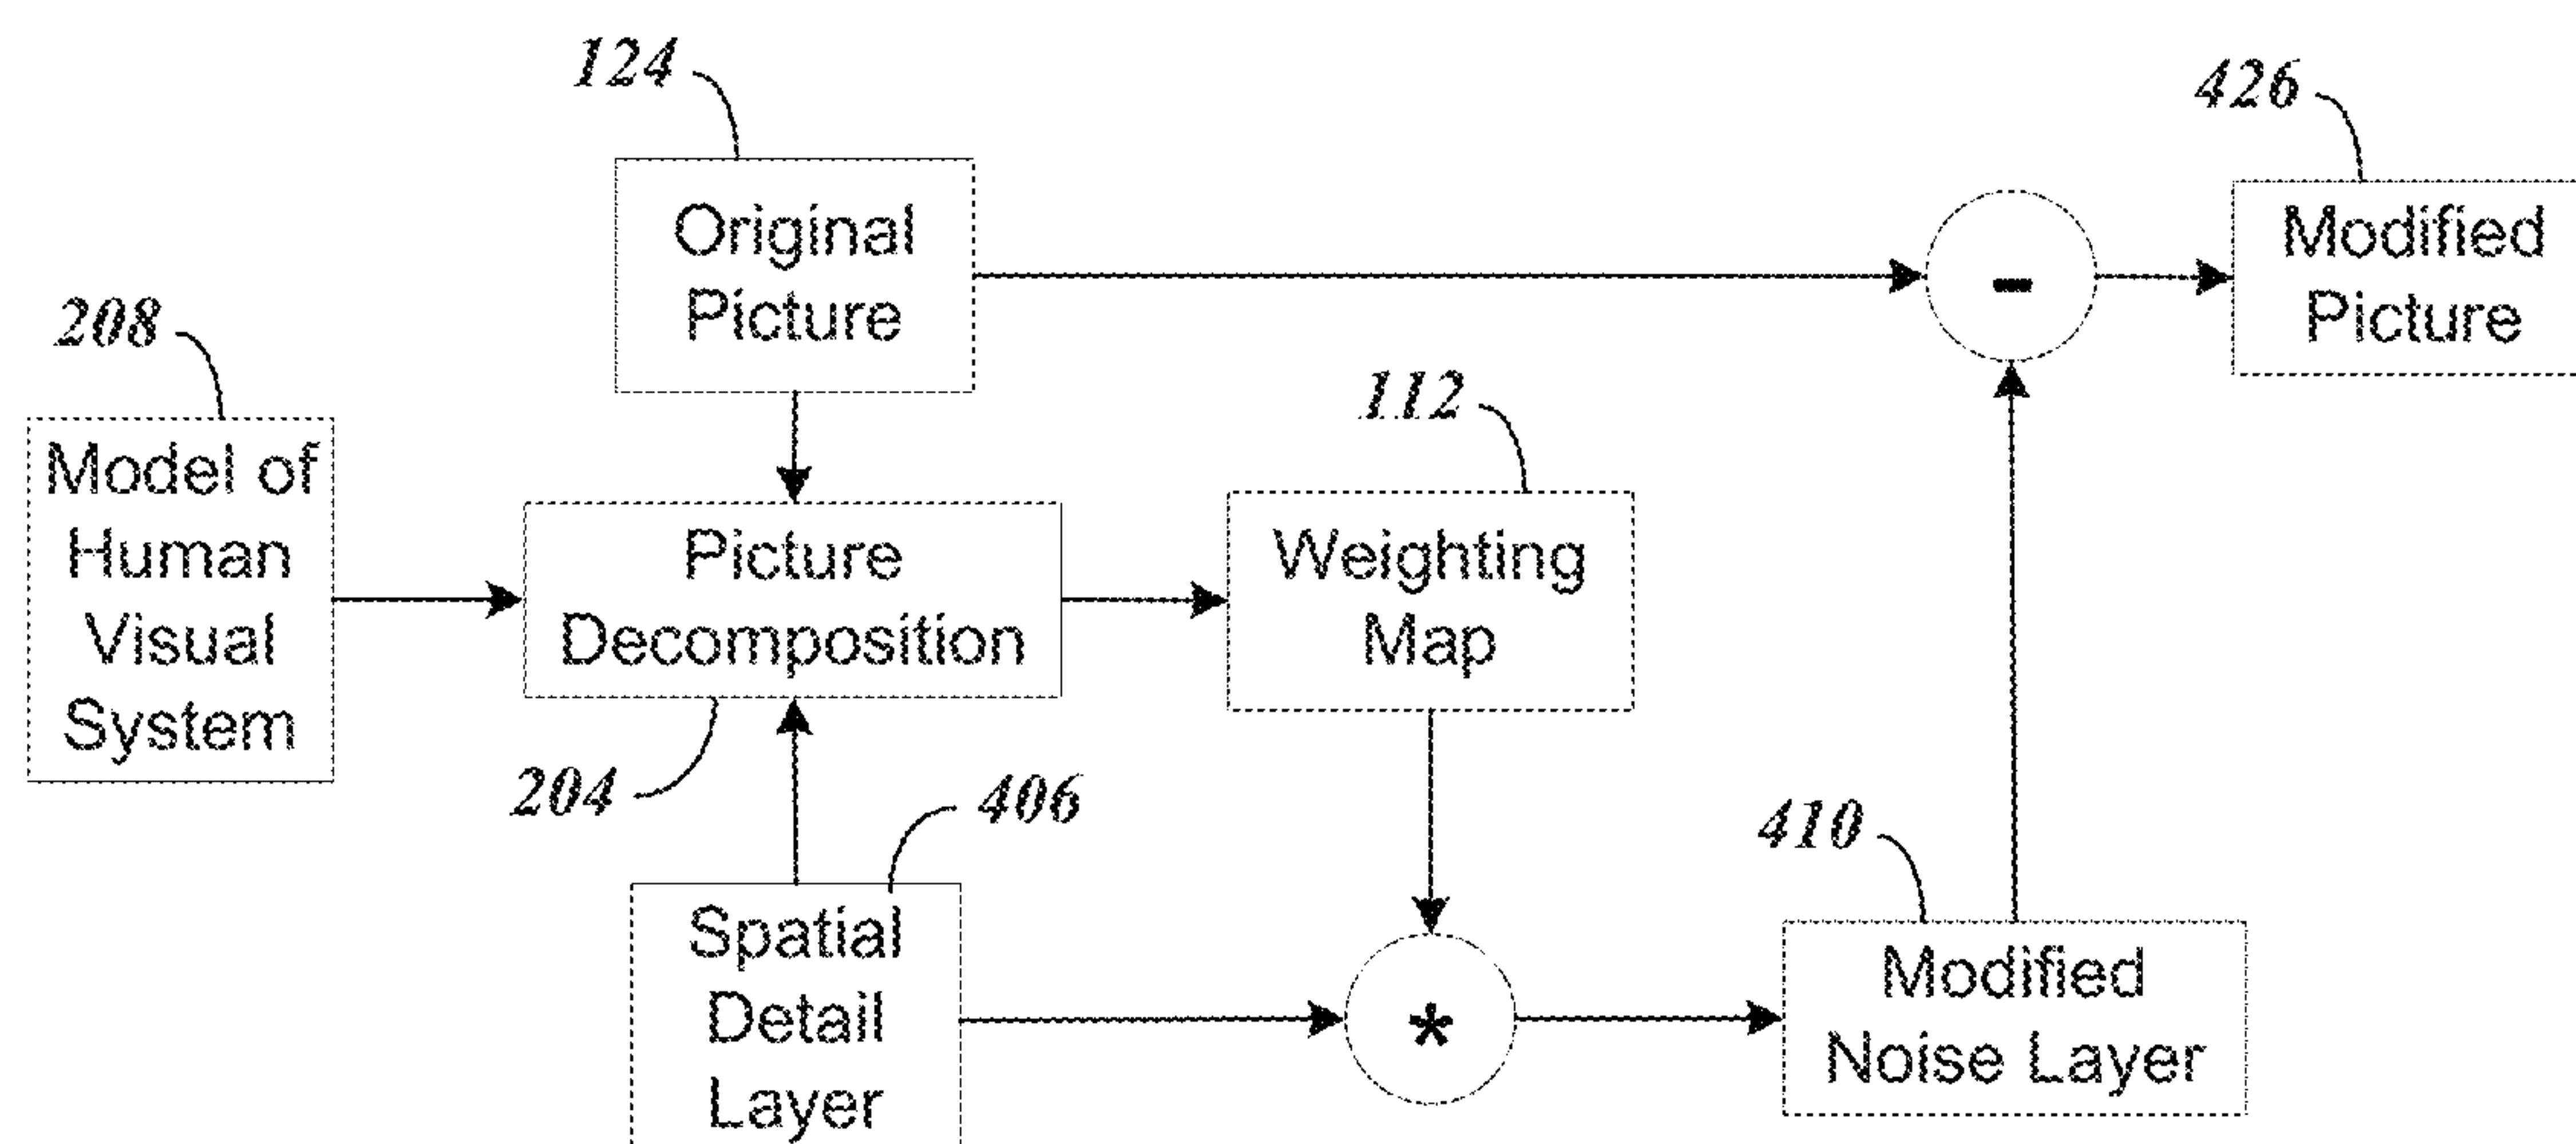 124
426
Original
Picture
-
Modified
Picture
208
112
Model of
Human
Visual
System
Picture
Decomposition
Weighting
Map
204
406
410
Spatial
Detail
Layer
*
Modified
Noise Layer